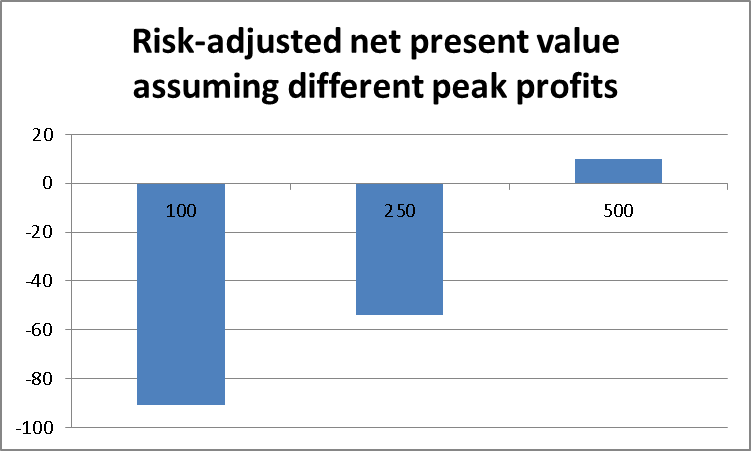 Risk-adjusted net present value
assuming different peak profits
20
0
-20
-40
-60
-80
-100
100 250 500